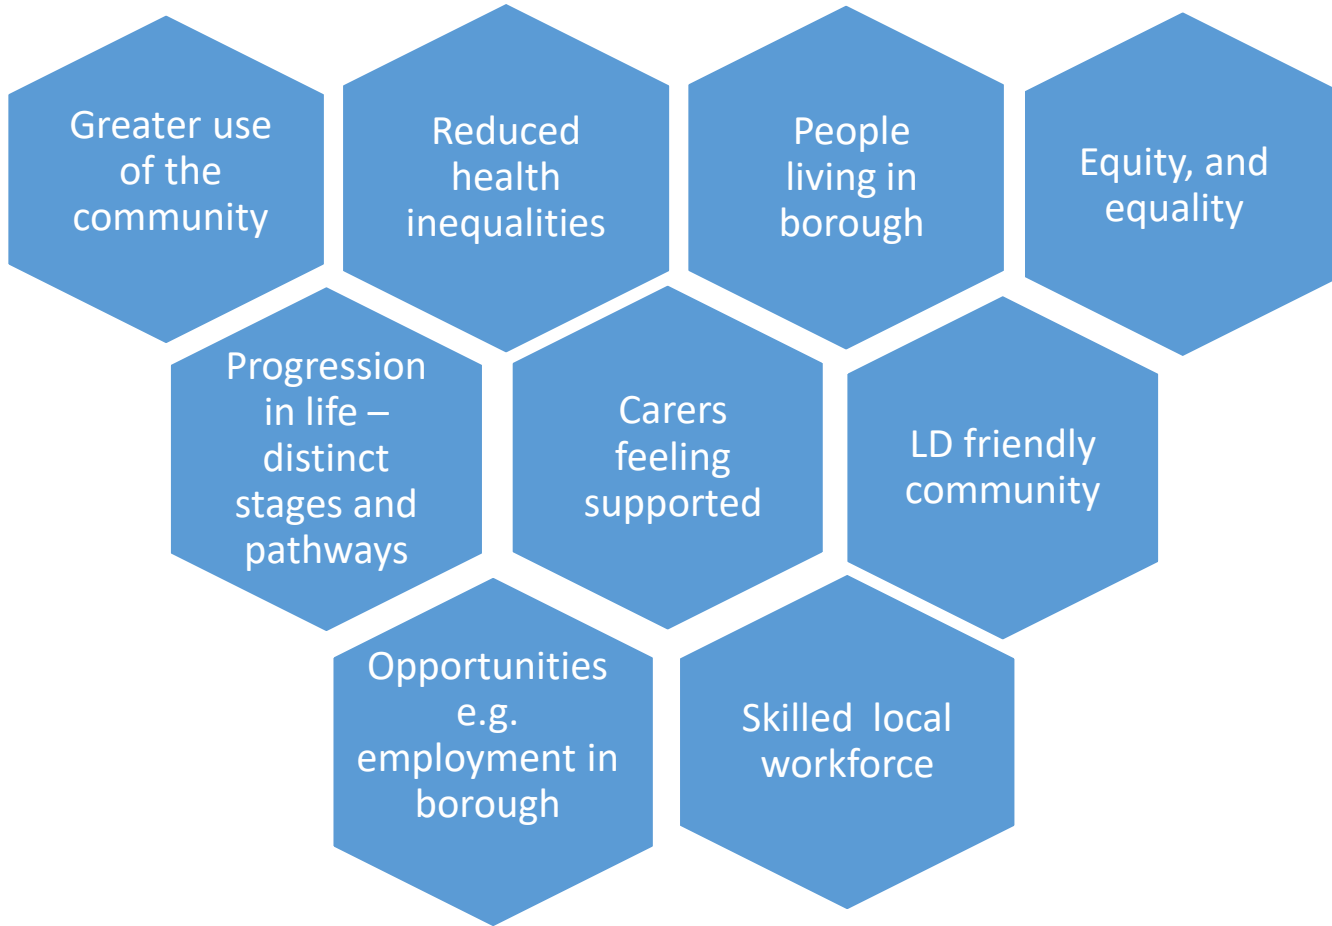 Greater use
of the
community
Reduced
health
inequalities
People
living in
borough
Equity, and
equality
Progression
in life –
distinct
stages and
pathways
Carers
feeling
supported
LD friendly
community
Opportunities
e.g.
employment in
borough
Skilled  local
workforce